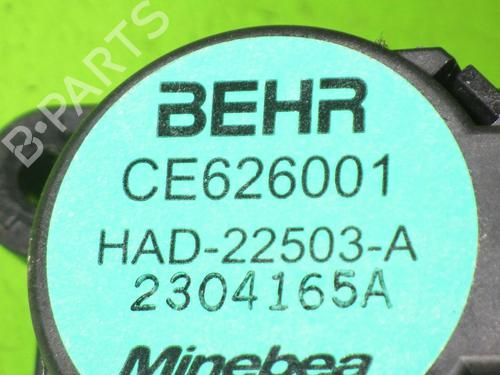 B-PARTS
BEHR
CE626001
HAD-22503-A
2304165A
Minebea